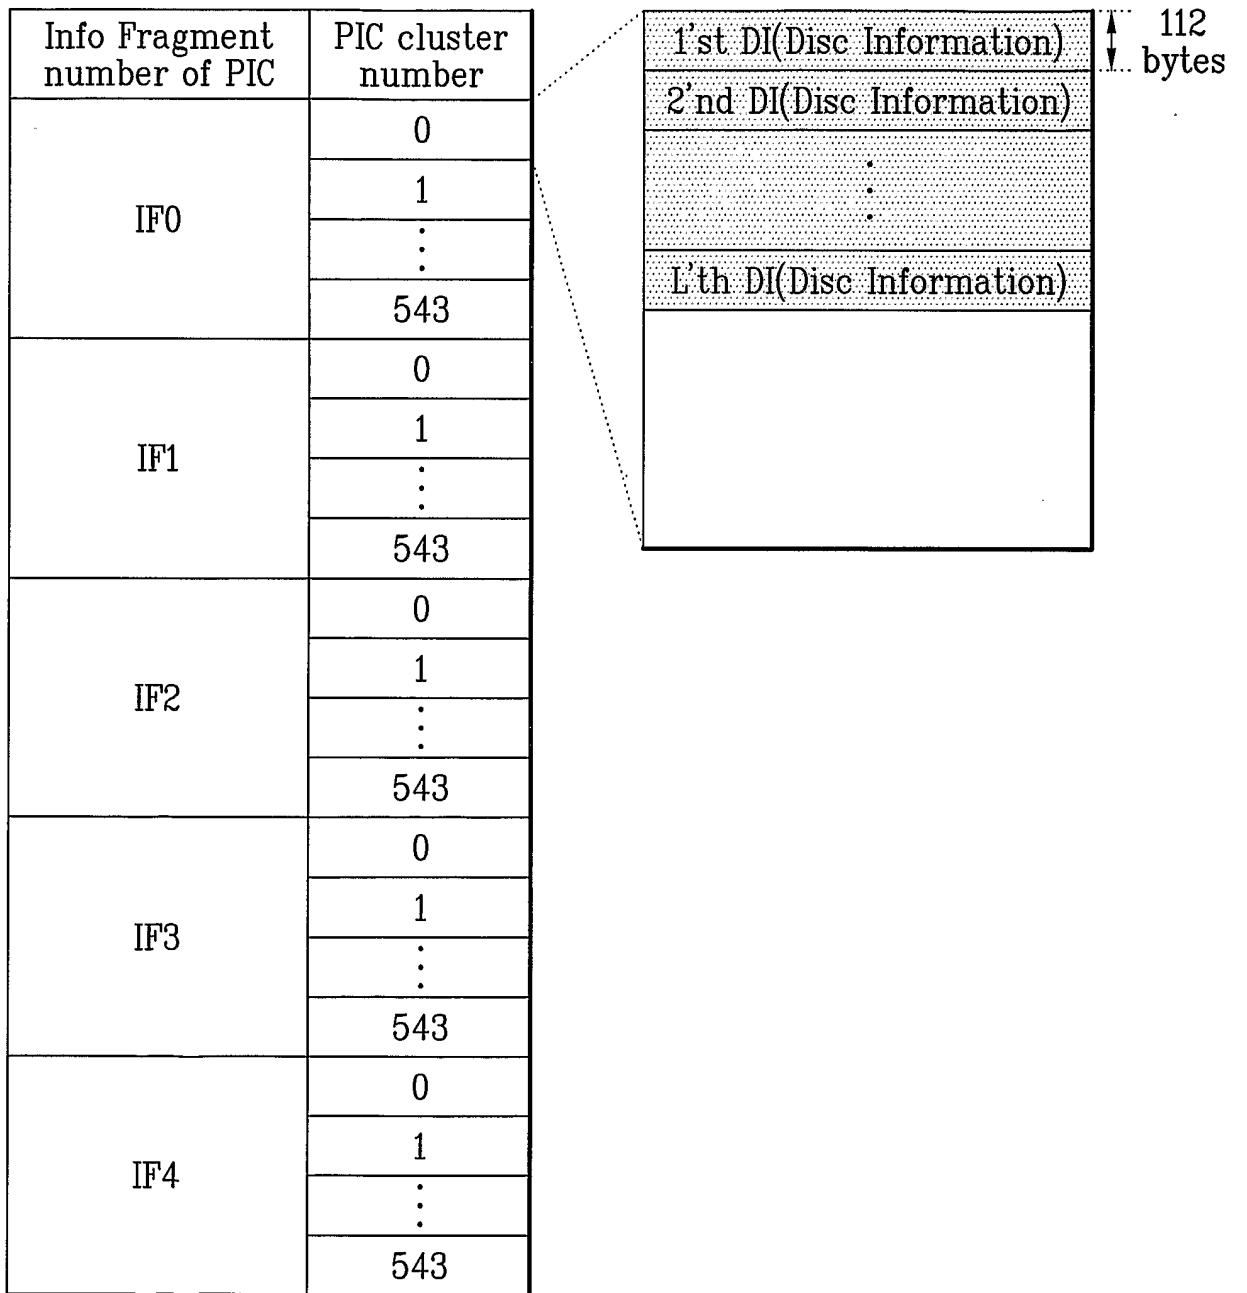 Info Fragment
number of PIC
PIC cluster
number
IF0
0
1
543
IF1
0
1
543
IF2
0
1
543
IF3
0
1
543
IF4
0
1
543
1'st DI(Disc Information)
2'nd DI(Disc Information)
L'th DI(Disc Information)
112
bytes